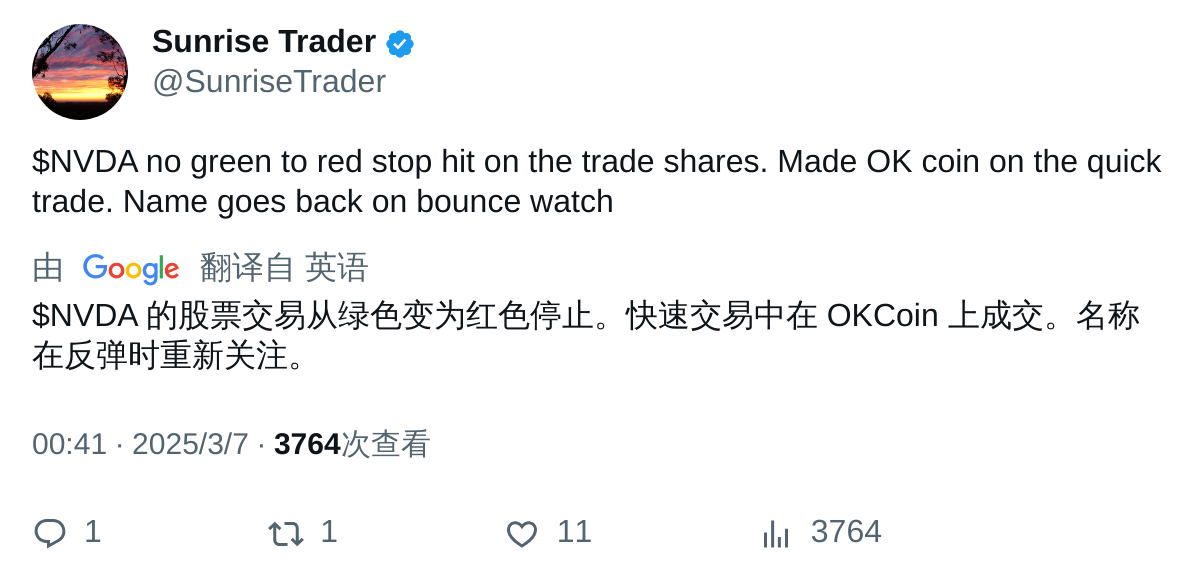 Sunrise Trader
@SunriseTrader
$NVDA no green to red stop hit on the trade shares. Made OK coin on the quick
trade. Name goes back on bounce watch
由 Google 翻译自 英语
$NVDA 的股票交易从绿色变为红色停止。快速交易中在 OKCoin 上成交。名称
在反弹时重新关注。
00:41 · 2025/3/7 · 3764次查看
1 1 11 3764